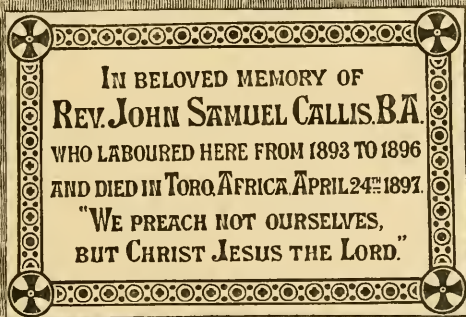 IN BELOVED MEMORY OF
REV. JOHN SAMUEL CALLIS, B.A.
WHO LABOURED HERE FROM 1893 TO 1896
AND DIED IN TORO, AFRICA, APRIL 24TH 1897.
"WE PREACH NOT OURSELVES,
BUT CHRIST JESUS THE LORD."